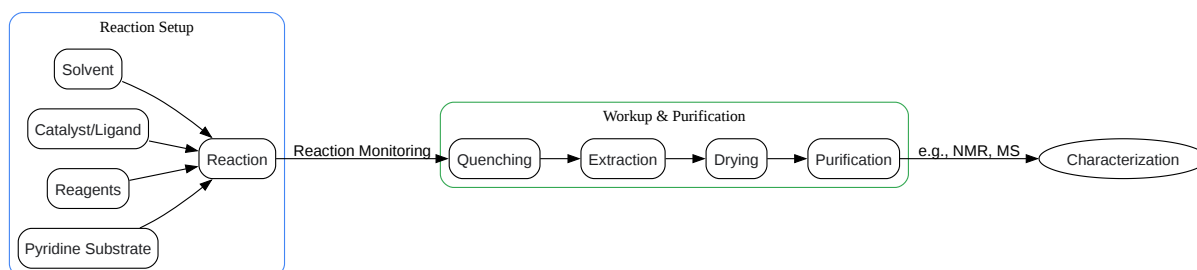 Reaction Setup
Solvent
Catalyst/Ligand
Reagents
Pyridine Substrate
Reaction
Reaction Monitoring
Workup & Purification
Quenching
Extraction
Drying
Purification
e.g., NMR, MS
Characterization